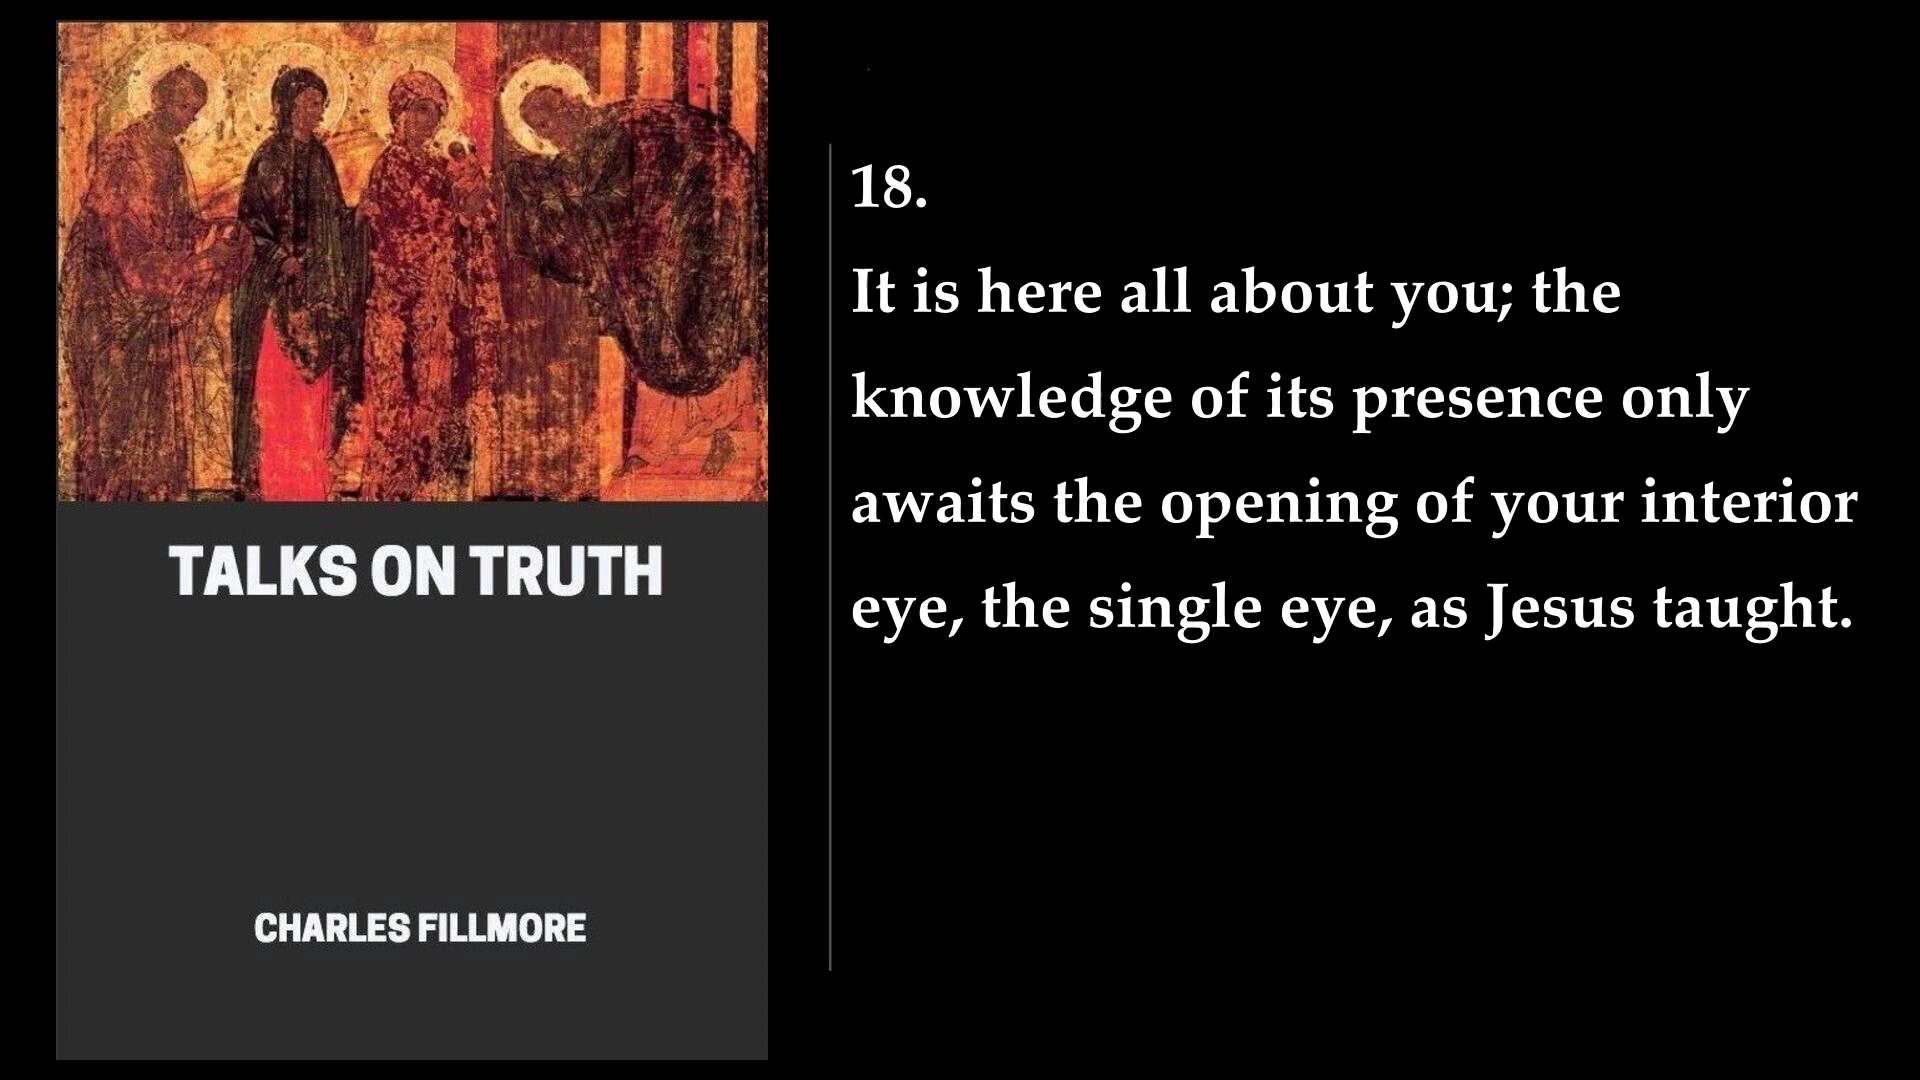 TALKS ON TRUTH
CHARLES FILLMORE
18.
It is here all about you; the
knowledge of its presence only
awaits the opening of your interior
eye, the single eye, as Jesus taught.